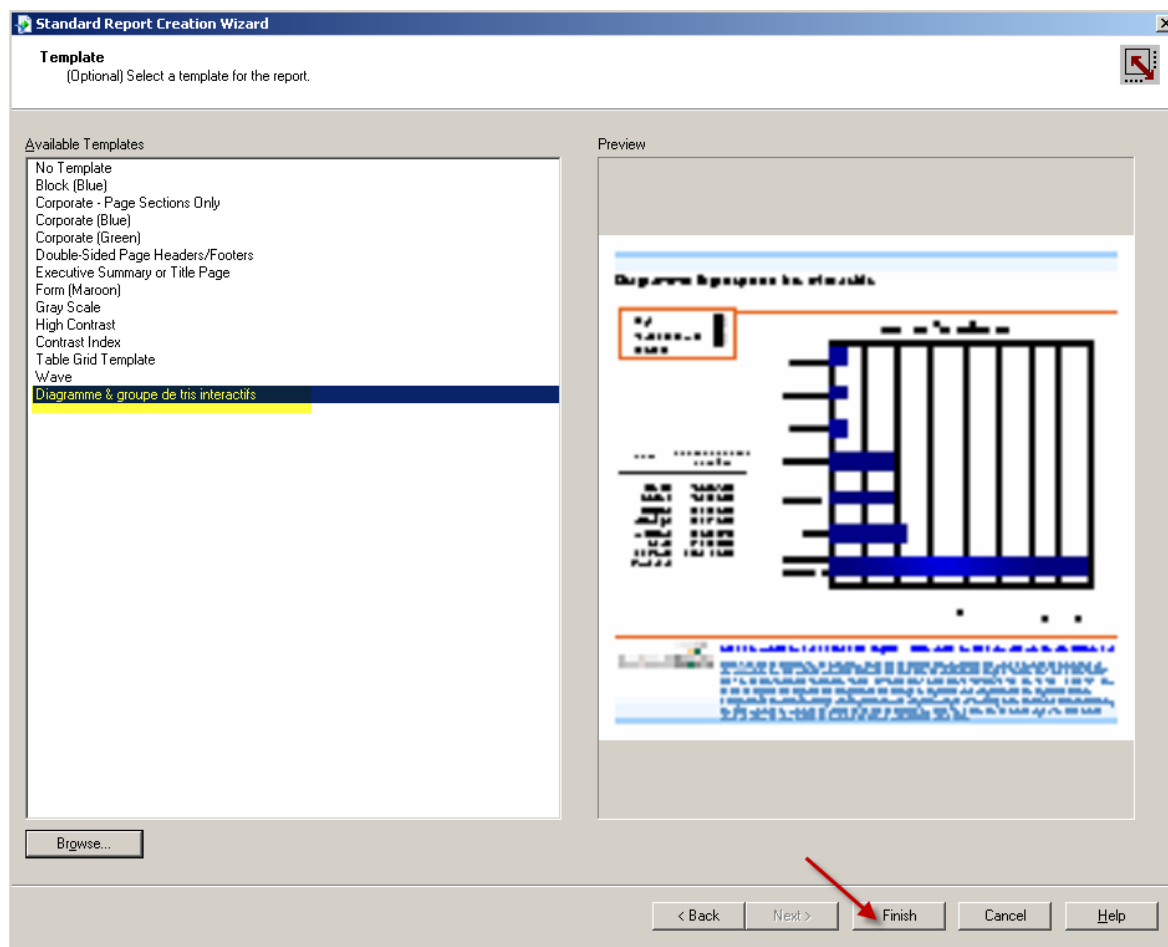 Standard Report Creation Wizard
Template
(Optional) Select a template for the report.
Available Templates
No Template
Block (Blue)
Corporate - Page Sections Only
Corporate (Blue)
Corporate (Green)
Double-Sided Page Headers/Footers
Executive Summary or Title Page
Form (Maroon)
Gray Scale
High Contrast
Contrast Index
Table Grid Template
Wave
Diagramme & groupe de tris interactifs
Browse...
Preview
< Back
Next >
Finish
Cancel
Help